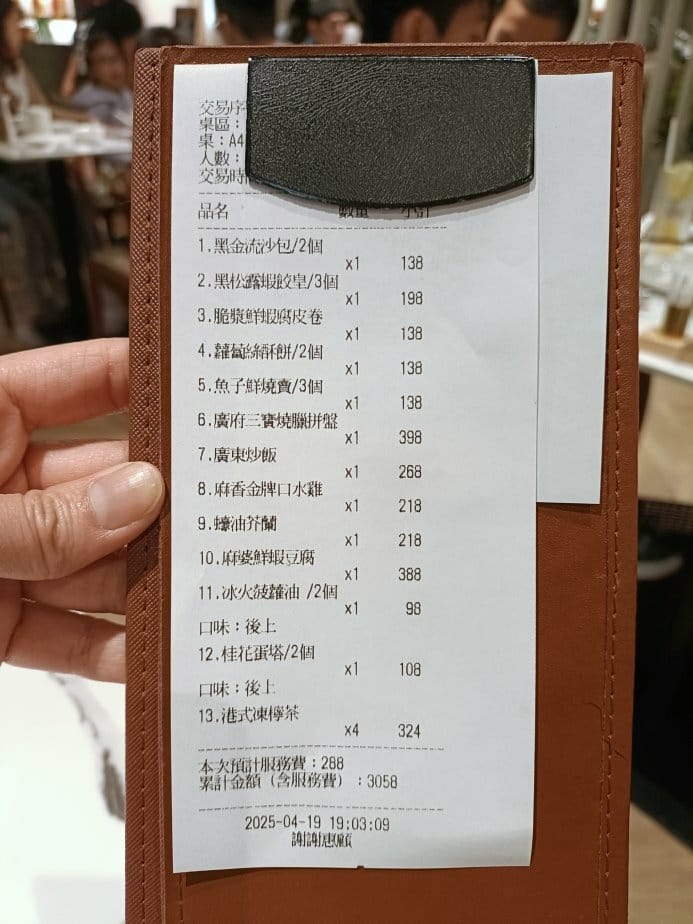 交易序
桌區：
桌：A4
人數：
交易時
品名 數量 小計
1.黑金流沙包/2個
x1 138
2.黑松露蝦餃皇/3個
x1 198
3.脆漿鮮蝦腐皮卷
x1 138
4.蘿蔔絲酥餅/2個
x1 138
5.魚子鮮燒賣/3個
x1 138
6.廣府三寶燒臘拼盤
x1 398
7.廣東炒飯
x1 268
8.麻香金牌口水雞
x1 218
9.蠔油芥蘭
x1 218
10.麻婆鮮蝦豆腐
x1 388
11.冰火菠蘿油 /2個
x1 98
口味：後上
12.桂花蛋塔/2個
x1 108
口味：後上
13.港式凍檸茶
x4 324
本次預計服務費：288
累計金額（含服務費）：3058
2025-04-19 19:03:09
謝謝惠顧